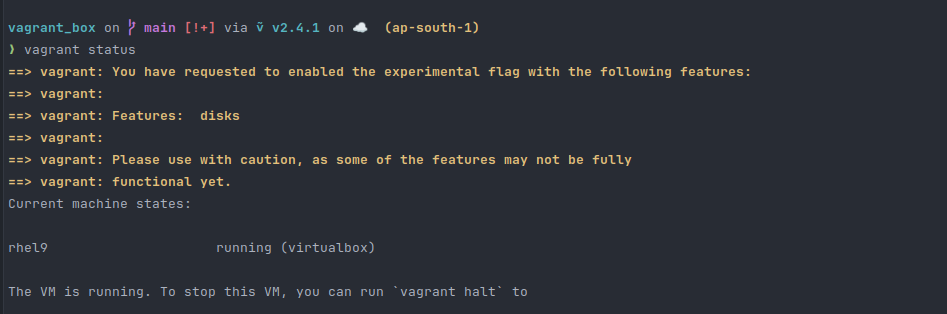 vagrant_box on main [!+] via v̄ v2.4.1 on ☁️ (ap-south-1)
❯ vagrant status
==> vagrant: You have requested to enabled the experimental flag with the following features:
==> vagrant:
==> vagrant: Features:  disks
==> vagrant:
==> vagrant: Please use with caution, as some of the features may not be fully
==> vagrant: functional yet.
Current machine states:
rhel9                     running (virtualbox)
The VM is running. To stop this VM, you can run `vagrant halt` to